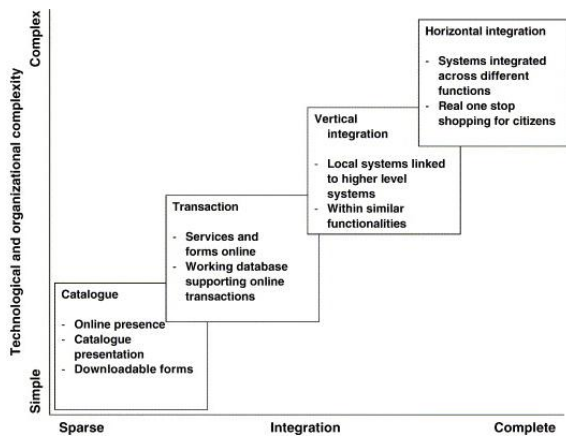 Technological and organizational complexity
Complex
Simple
Horizontal integration
- Systems integrated
across different
functions
- Real one stop
shopping for citizens
Vertical
integration
- Local systems linked
to higher level
systems
- Within similar
functionalities
Transaction
- Services and
forms online
- Working database
supporting online
transactions
Catalogue
- Online presence
- Catalogue
presentation
- Downloadable forms
Sparse
Integration
Complete